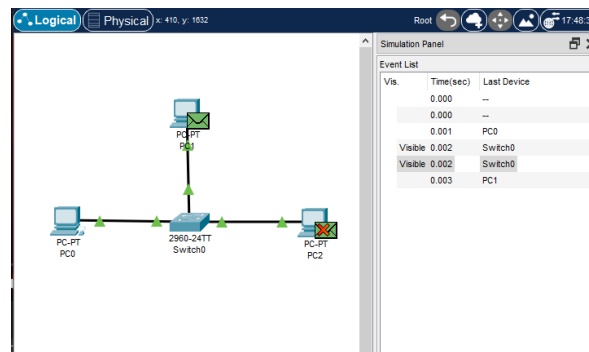 Logical Physical x: 410, y: 1632 Root 17:48:3
Simulation Panel
Event List
Vis. Time(sec) Last Device
0.000 --
0.000 --
0.001 PC0
Visible 0.002 Switch0
Visible 0.002 Switch0
0.003 PC1
PC-PT
PC1
PC-PT
PC0
2960-24TT
Switch0
PC-PT
PC2